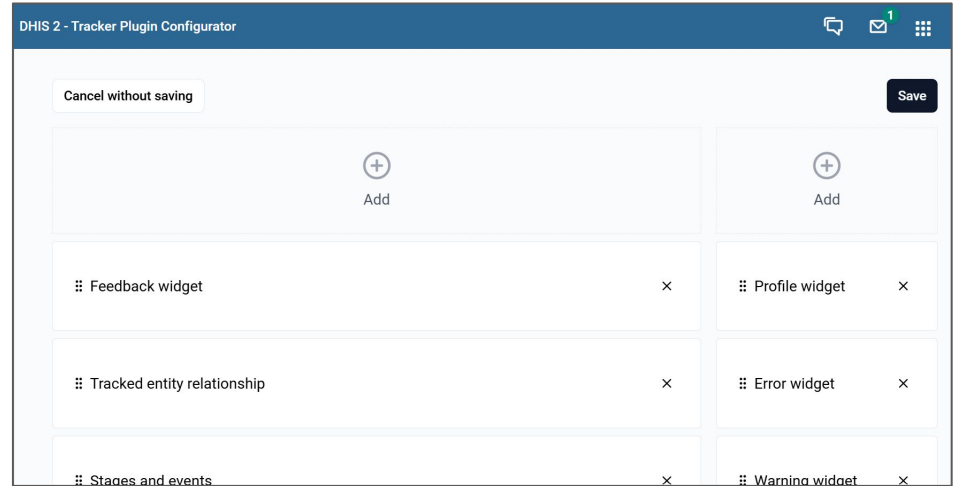 DHIS 2 - Tracker Plugin Configurator
1
Cancel without saving
Save
Add
Add
Feedback widget
Profile widget
Tracked entity relationship
Error widget
Stages and events
Warning widget